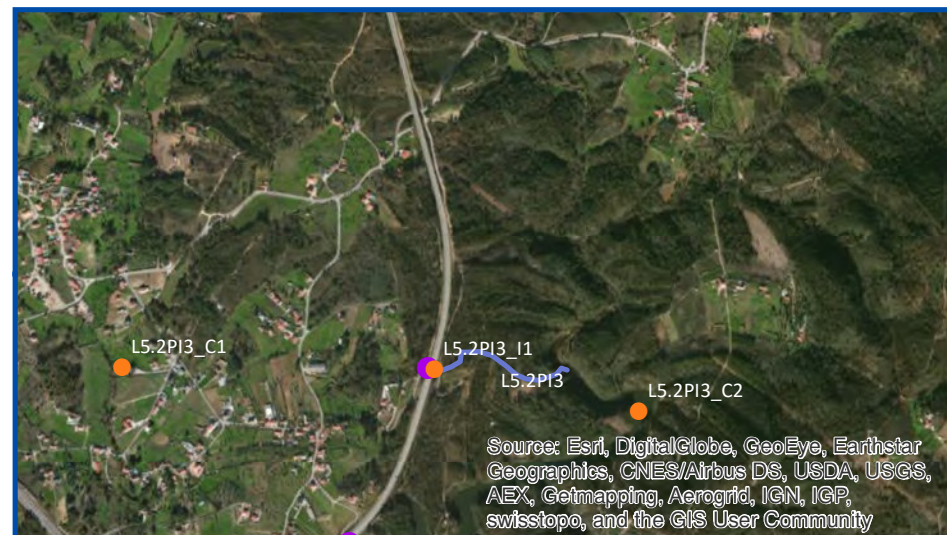 L5.2PI3_C1
L5.2PI3_I1
L5.2PI3
L5.2PI3_C2
Source: Esri, DigitalGlobe, GeoEye, Earthstar
Geographics, CNES/Airbus DS, USDA, USGS,
AEX, Getmapping, Aerogrid, IGN, IGP,
swisstopo, and the GIS User Community